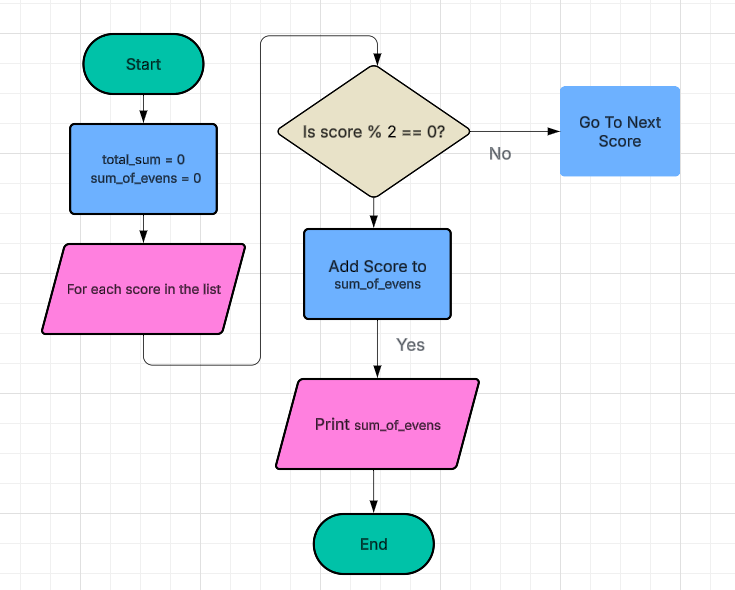 Start
total_sum = 0
sum_of_evens = 0
For each score in the list
Is score % 2 == 0?
No
Go To Next
Score
Add Score to
sum_of_evens
Yes
Print sum_of_evens
End